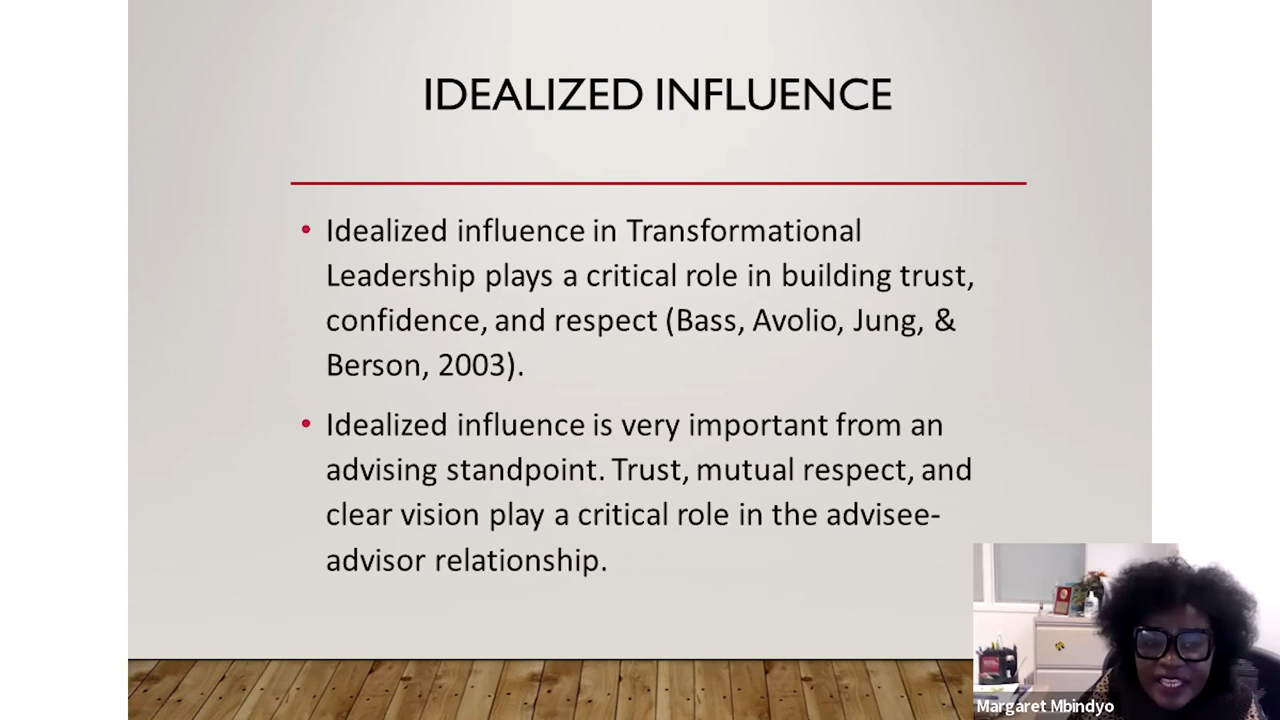 IDEALIZED INFLUENCE
• Idealized influence in Transformational
Leadership plays a critical role in building trust,
confidence, and respect (Bass, Avolio, Jung, &
Berson, 2003).
• Idealized influence is very important from an
advising standpoint. Trust, mutual respect, and
clear vision play a critical role in the advisee-
advisor relationship.
Margaret Mbindyo